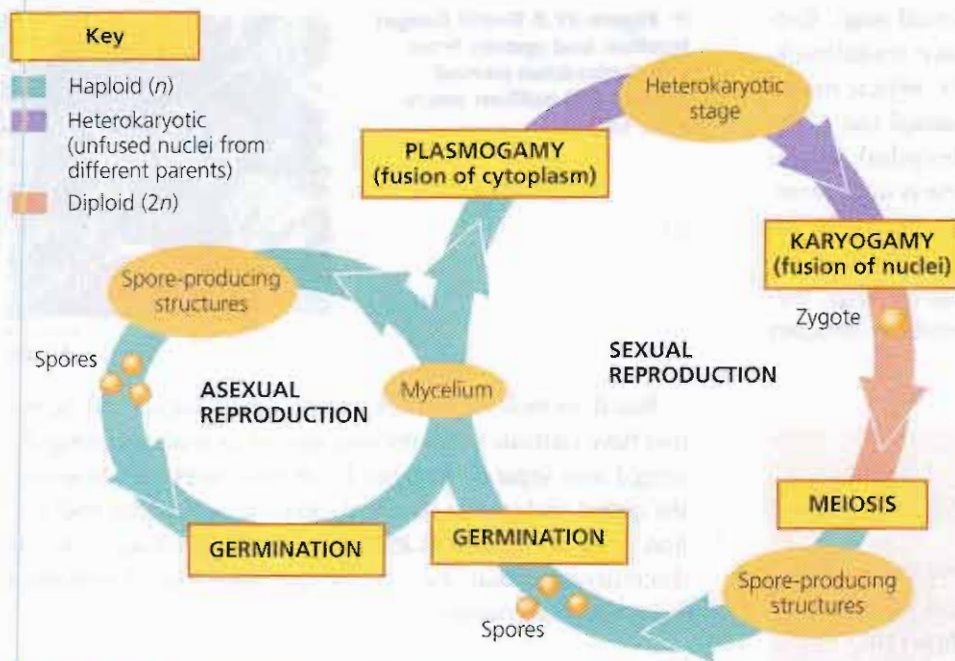 Key
Haploid (n)
Heterokaryotic
(unfused nuclei from
different parents)
Diploid (2n)
Heterokaryotic
stage
PLASMOGAMY
(fusion of cytoplasm)
KARYOGAMY
(fusion of nuclei)
Zygote
Spore-producing
structures
Spores
ASEXUAL
REPRODUCTION
Mycelium
SEXUAL
REPRODUCTION
GERMINATION
GERMINATION
MEIOSIS
Spore-producing
structures
Spores